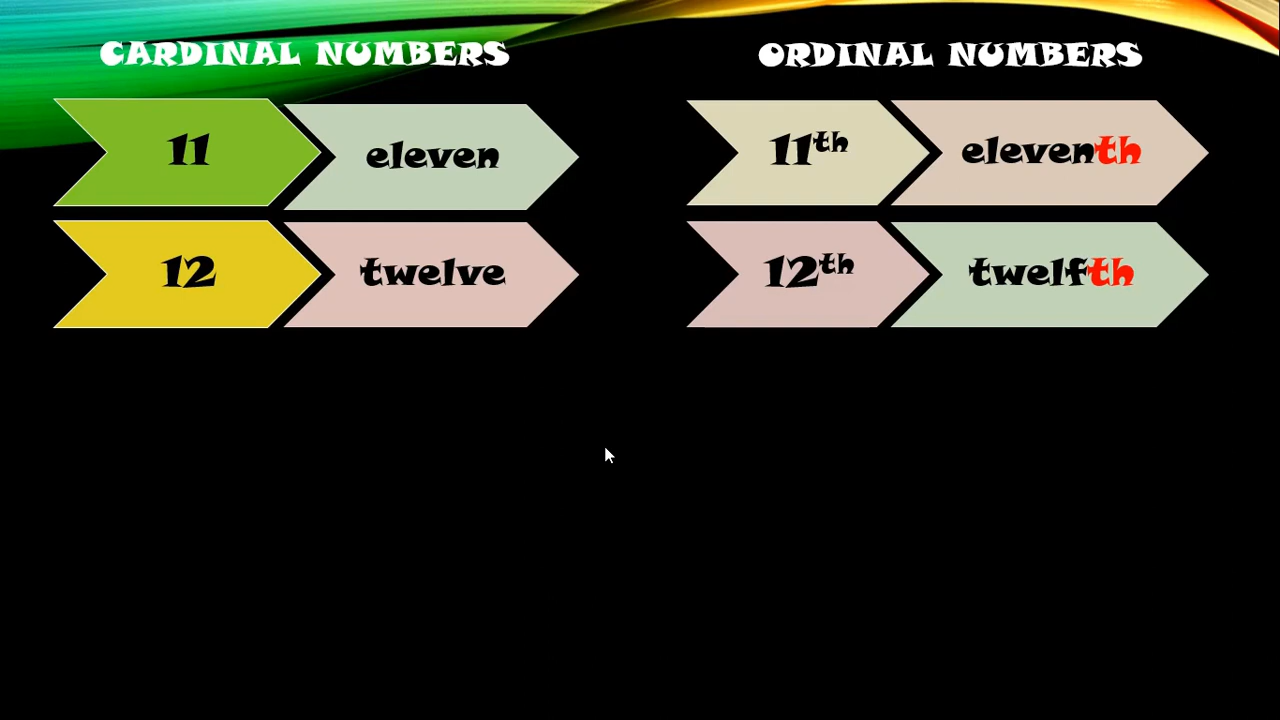 CARDINAL NUMBERS
ORDINAL NUMBERS
11 eleven
11th eleventh
12 twelve
12th twelfth